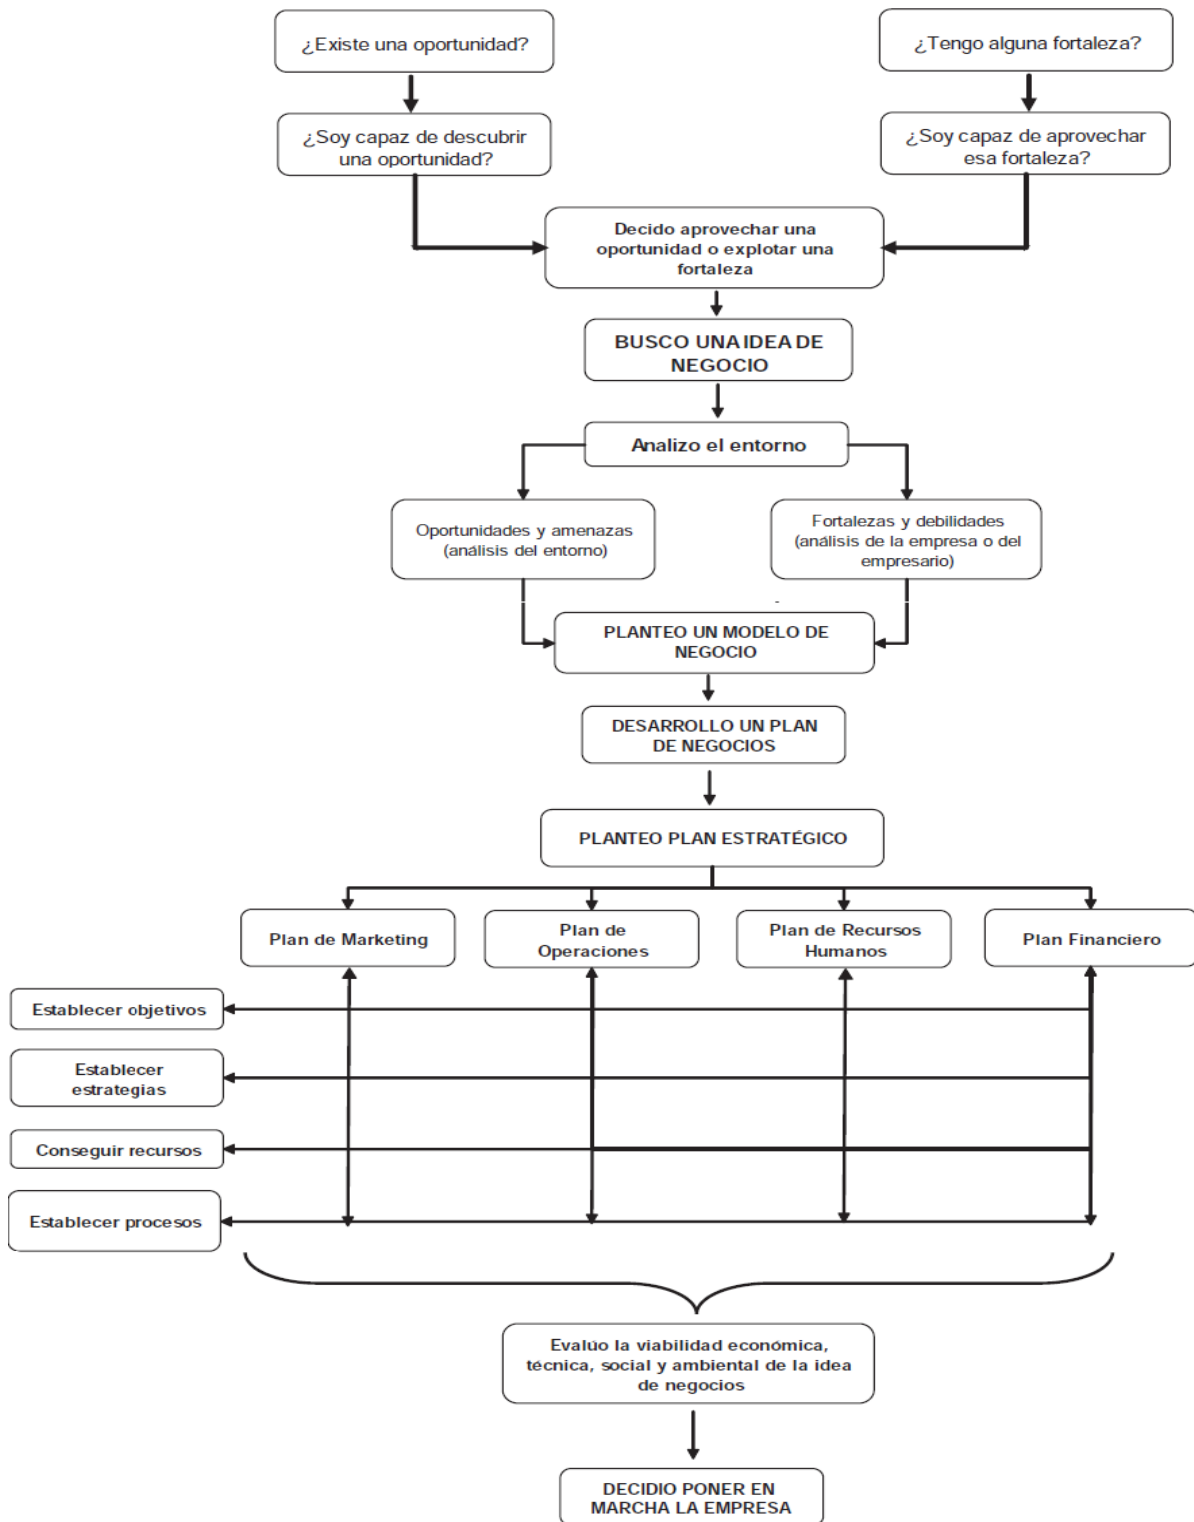 ¿Existe una oportunidad?
¿Tengo alguna fortaleza?
¿Soy capaz de descubrir
una oportunidad?
¿Soy capaz de aprovechar
esa fortaleza?
Decido aprovechar una
oportunidad o explotar una
fortaleza
BUSCO UNA IDEA DE
NEGOCIO
Analizo el entorno
Oportunidades y amenazas
(análisis del entorno)
Fortalezas y debilidades
(análisis de la empresa o del
empresario)
PLANTEO UN MODELO DE
NEGOCIO
DESARROLLO UN PLAN
DE NEGOCIOS
PLANTEO PLAN ESTRATÉGICO
Plan de Marketing
Plan de
Operaciones
Plan de Recursos
Humanos
Plan Financiero
Establecer objetivos
Establecer
estrategias
Conseguir recursos
Establecer procesos
Evalúo la viabilidad económica,
técnica, social y ambiental de la idea
de negocios
DECIDIO PONER EN
MARCHA LA EMPRESA